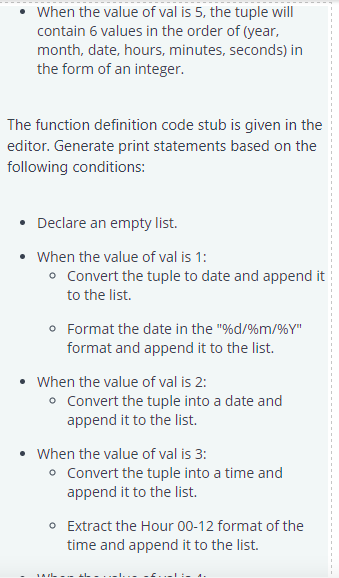 • When the value of val is 5, the tuple will
contain 6 values in the order of (year,
month, date, hours, minutes, seconds) in
the form of an integer.
The function definition code stub is given in the
editor. Generate print statements based on the
following conditions:
• Declare an empty list.
• When the value of val is 1:
o Convert the tuple to date and append it
to the list.
o Format the date in the "%d/%m/%Y"
format and append it to the list.
• When the value of val is 2:
o Convert the tuple into a date and
append it to the list.
• When the value of val is 3:
o Convert the tuple into a time and
append it to the list.
o Extract the Hour 00-12 format of the
time and append it to the list.